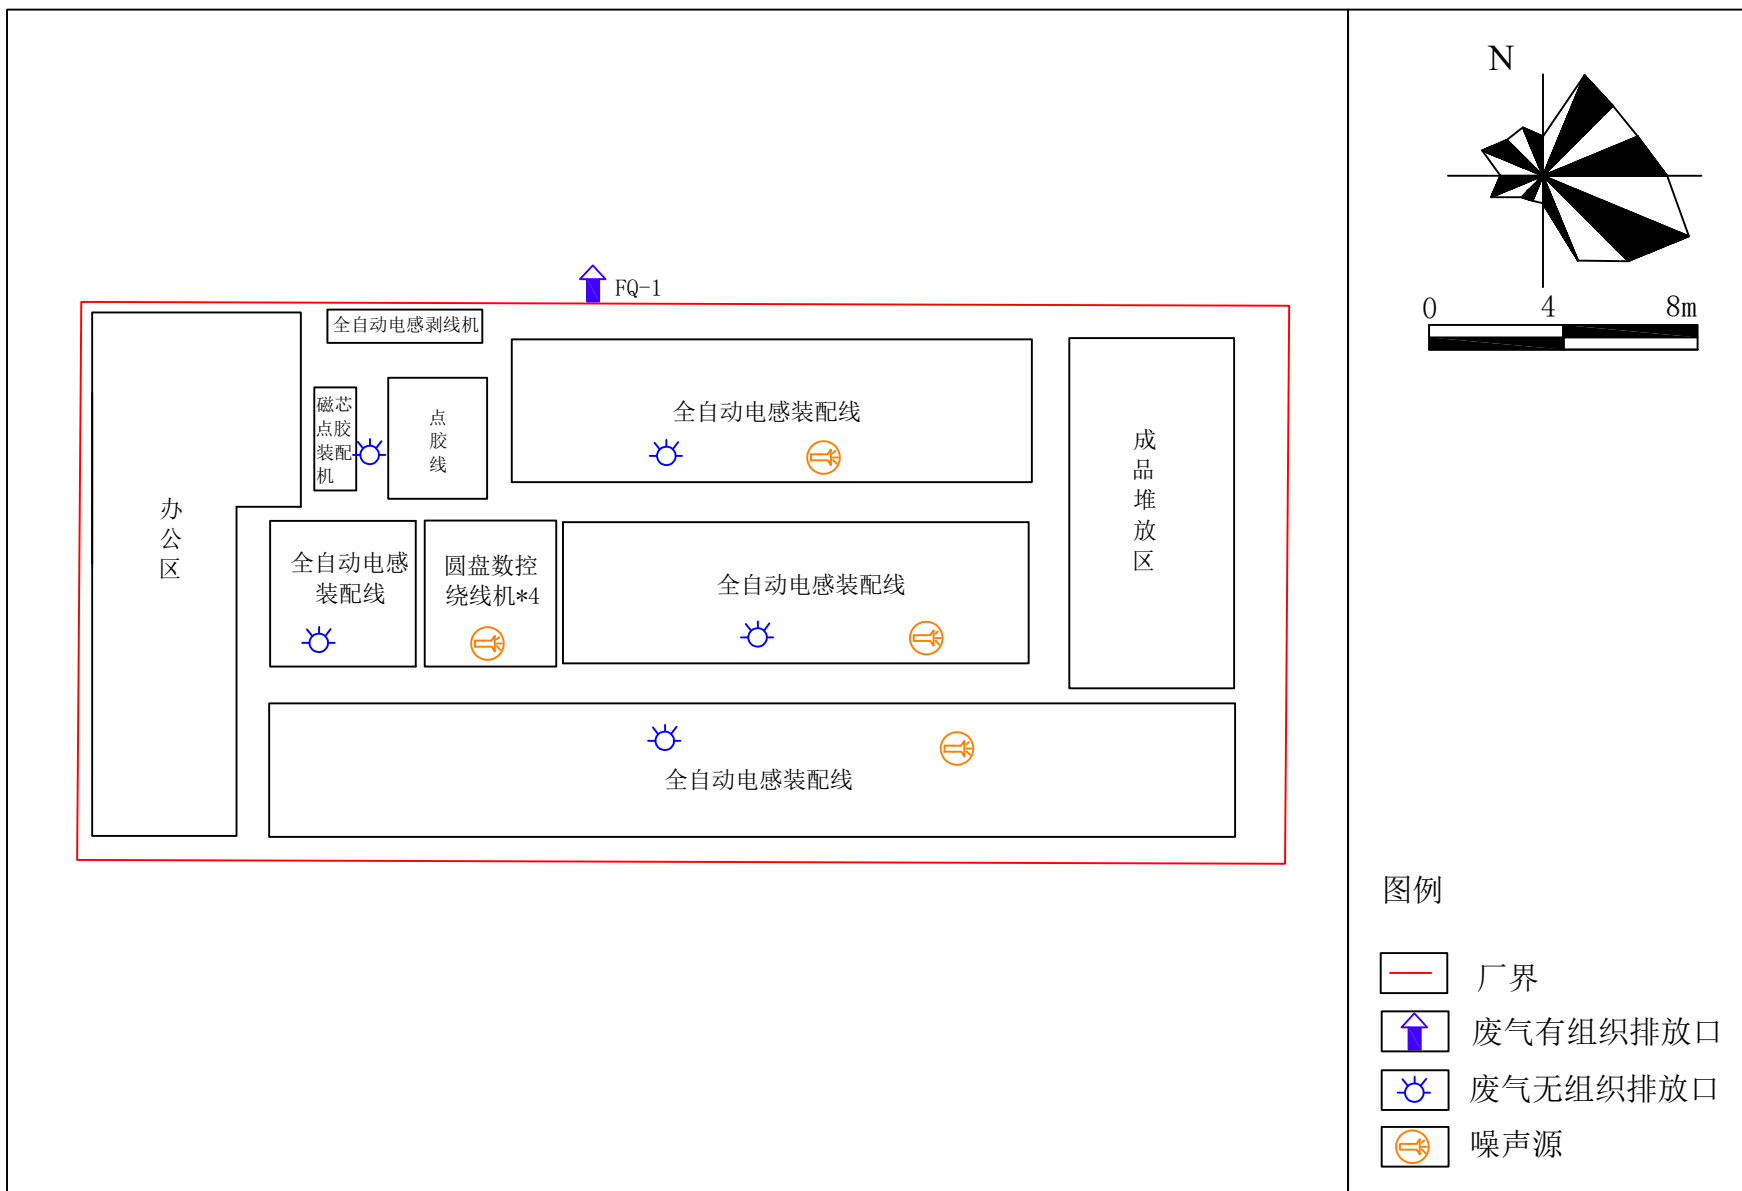 N
0 4 8m
FQ-1
全自动电感剥线机
磁芯
点胶
装配
机
点
胶
线
全自动电感装配线
成
品
堆
放
区
办
公
区
全自动电感
装配线
圆盘数控
绕线机*4
全自动电感装配线
全自动电感装配线
图例
厂界
废气有组织排放口
废气无组织排放口
噪声源